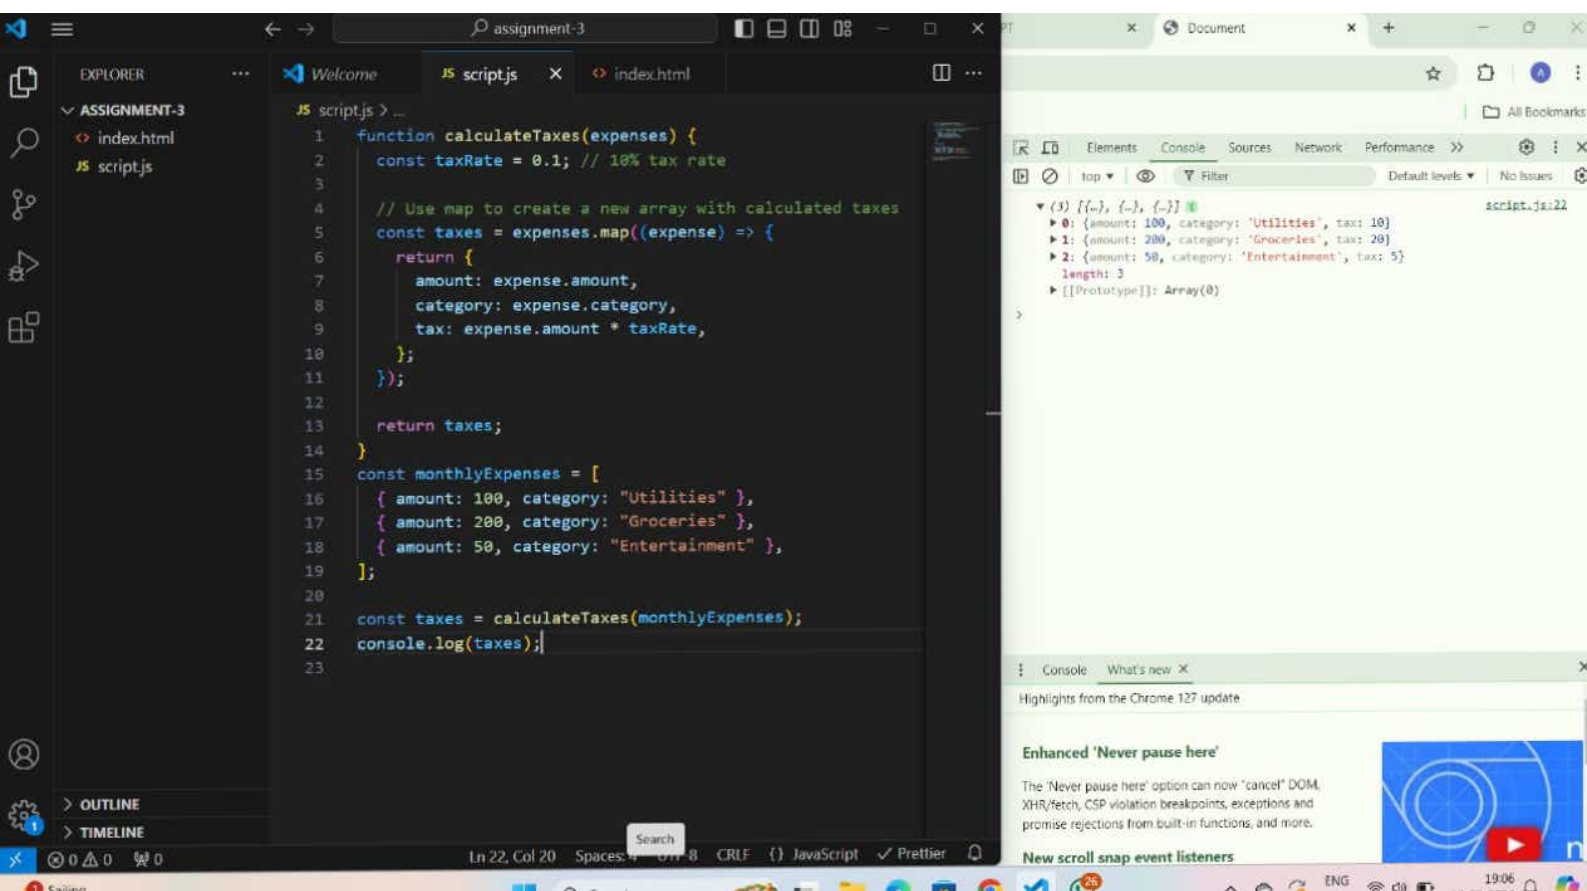 assignment-3
EXPLORER
Welcome
JS script.js
index.html
ASSIGNMENT-3
index.html
JS script.js
JS script.js > ...
1 function calculateTaxes(expenses) {
2 const taxRate = 0.1; // 10% tax rate
3
4 // Use map to create a new array with calculated taxes
5 const taxes = expenses.map((expense) => {
6 return {
7 amount: expense.amount,
8 category: expense.category,
9 tax: expense.amount * taxRate,
10 };
11 });
12
13 return taxes;
14 }
15 const monthlyExpenses = [
16 { amount: 100, category: "Utilities" },
17 { amount: 200, category: "Groceries" },
18 { amount: 50, category: "Entertainment" },
19 ];
20
21 const taxes = calculateTaxes(monthlyExpenses);
22 console.log(taxes);
23
OUTLINE
TIMELINE
Search
0 0 0 Ln 22, Col 20 Spaces: UTF-8 CRLF {} JavaScript Prettier
Document
A
All Bookmarks
Elements Console Sources Network Performance >>
top Filter Default levels No Issues
(3) [{…}, {…}, {…}] script.js:22
0: {amount: 100, category: 'Utilities', tax: 10}
1: {amount: 200, category: 'Groceries', tax: 20}
2: {amount: 50, category: 'Entertainment', tax: 5}
length: 3
[[Prototype]]: Array(0)
Console What's new
Highlights from the Chrome 127 update
Enhanced 'Never pause here'
The 'Never pause here' option can now "cancel" DOM,
XHR/fetch, CSP violation breakpoints, exceptions and
promise rejections from built-in functions, and more.
New scroll snap event listeners
1
26
ENG
19:06